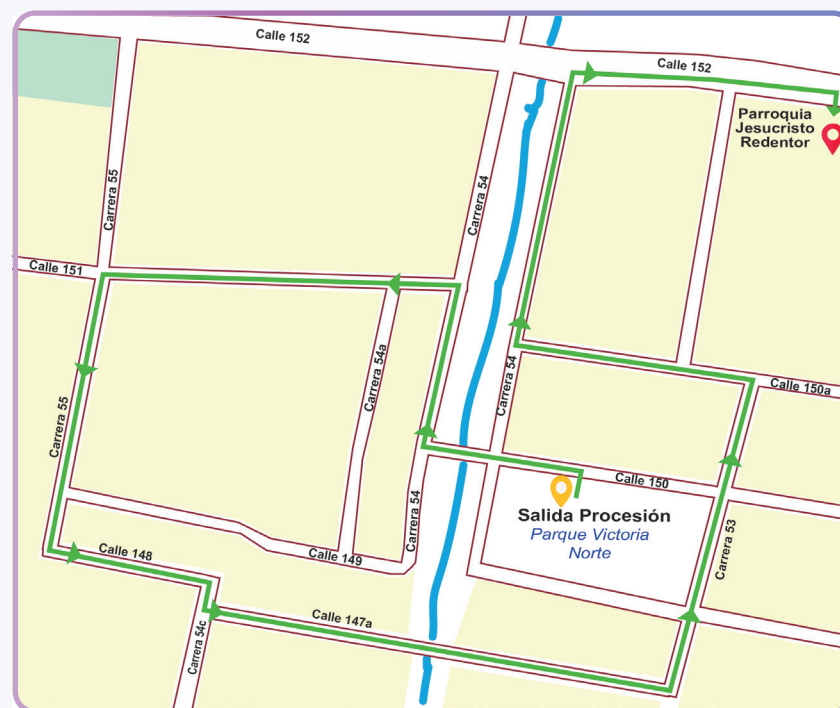 Calle 152
Calle 152
Parroquia
Jesucristo
Redentor
Carrera 55
Carrera 54
Calle 151
Carrera 54a
Carrera 54
Calle 150a
Carrera 55
Calle 150
Salida Procesión
Parque Victoria
Norte
Carrera 54
Carrera 53
Calle 148
Calle 149
Calle 147a
Carrera 54c